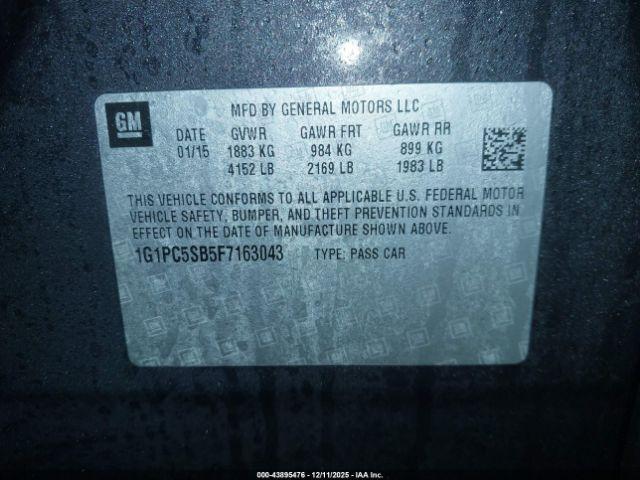 GM
MFD BY GENERAL MOTORS LLC
DATE GVWR GAWR FRT GAWR RR
01/15 1883 KG 984 KG 899 KG
4152 LB 2169 LB 1983 LB
THIS VEHICLE CONFORMS TO ALL APPLICABLE U.S. FEDERAL MOTOR
VEHICLE SAFETY, BUMPER, AND THEFT PREVENTION STANDARDS IN
EFFECT ON THE DATE OF MANUFACTURE SHOWN ABOVE.
1G1PC5SB5F7163043 TYPE: PASS CAR
000-43895476 - 12/11/2025 - IAA Inc.